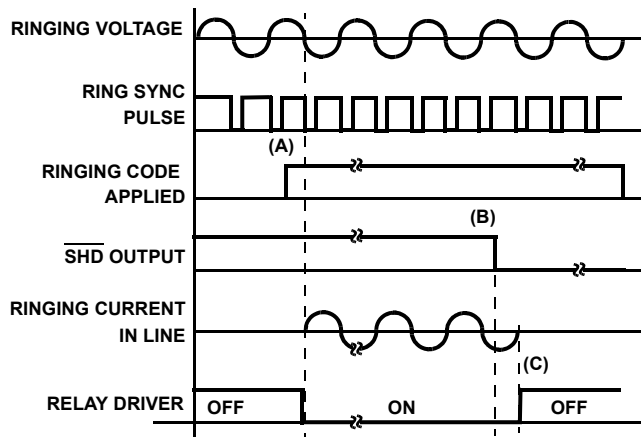 RINGING VOLTAGE
RING SYNC
PULSE
(A)
RINGING CODE
APPLIED
(B)
SHD OUTPUT
RINGING CURRENT
IN LINE
(C)
RELAY DRIVER
OFF
ON
OFF